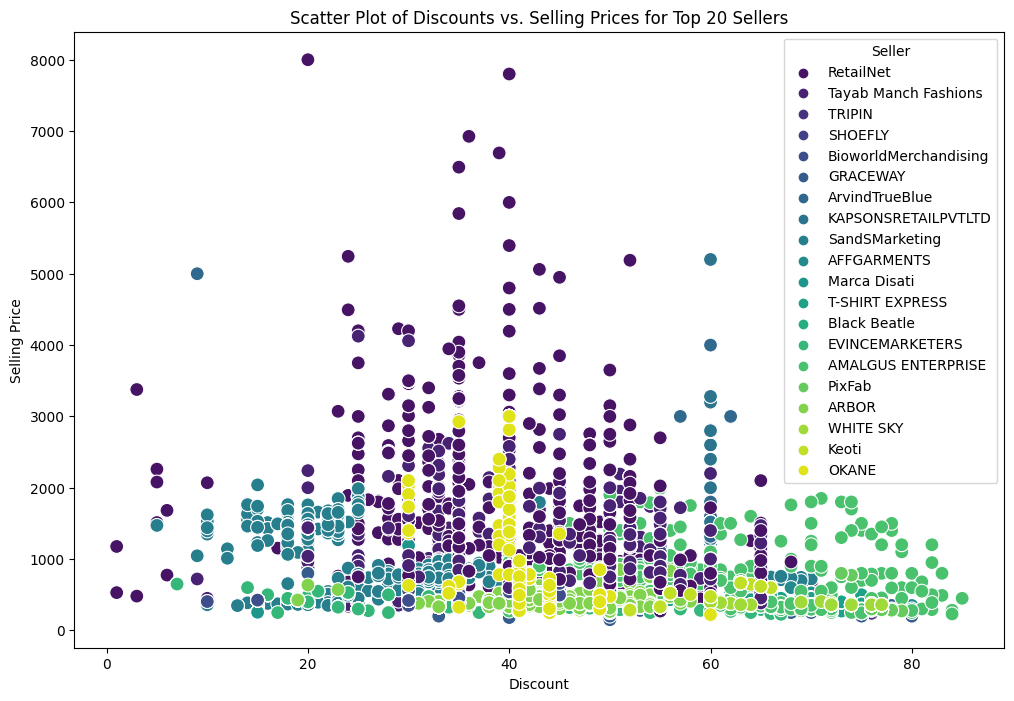 Scatter Plot of Discounts vs. Selling Prices for Top 20 Sellers
Seller
RetailNet
Tayab Manch Fashions
TRIPIN
SHOEFLY
BioworldMerchandising
GRACEWAY
ArvindTrueBlue
KAPSONSRETAILPVTLTD
SandSMarketing
AFFGARMENTS
Marca Disati
T-SHIRT EXPRESS
Black Beatle
EVINCEMARKETERS
AMALGUS ENTERPRISE
PixFab
ARBOR
WHITE SKY
Keoti
OKANE
Selling Price
8000
7000
6000
5000
4000
3000
2000
1000
0
0 20 40 60 80
Discount